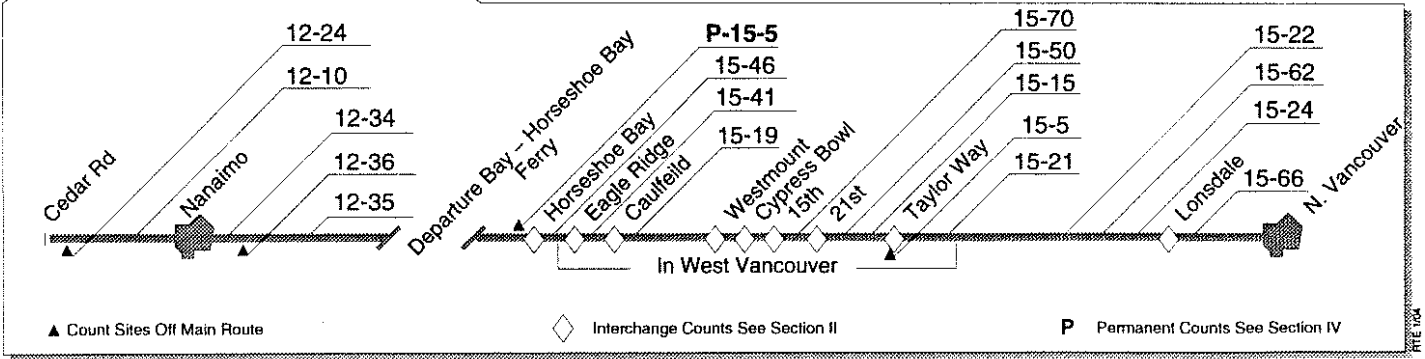 12-24
12-10
12-34
12-36
12-35
Cedar Rd
Nanaimo
Departure Bay – Horseshoe Bay
Ferry
P-15-5
15-46
15-41
15-19
Horseshoe Bay
Eagle Ridge
Caulfeild
Westmount
Cypress Bowl
15th
21st
Taylor Way
15-70
15-50
15-15
15-5
15-21
15-22
15-62
15-24
15-66
Lonsdale
N. Vancouver
In West Vancouver
▲ Count Sites Off Main Route
◇ Interchange Counts See Section II
P Permanent Counts See Section IV
RTE 1/04